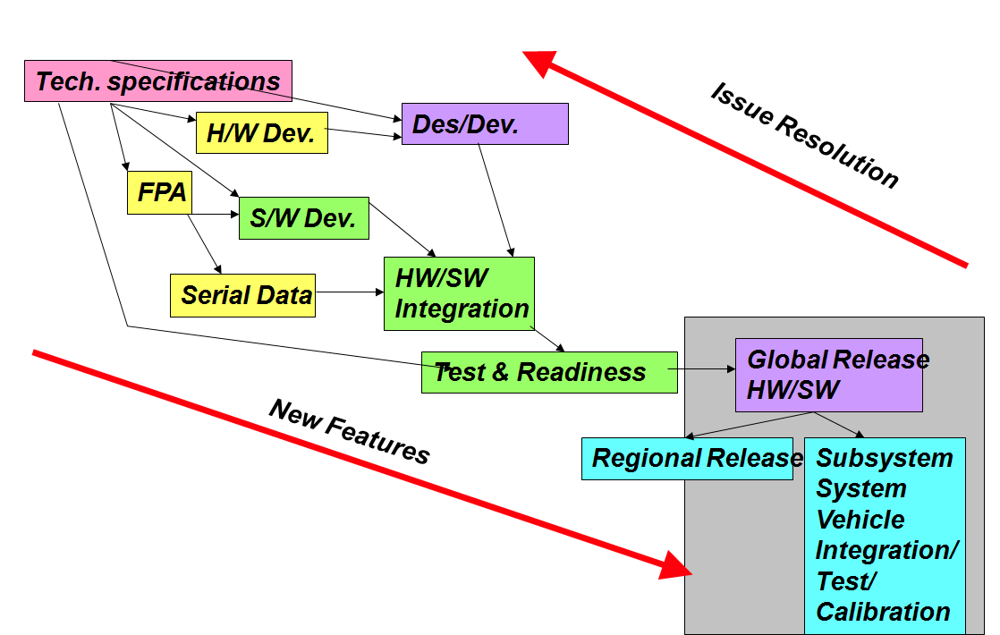 Tech. specifications
Issue Resolution
H/W Dev.
Des/Dev.
FPA
S/W Dev.
Serial Data
HW/SW
Integration
Test & Readiness
Global Release
HW/SW
New Features
Regional Release
Subsystem
System
Vehicle
Integration/
Test/
Calibration